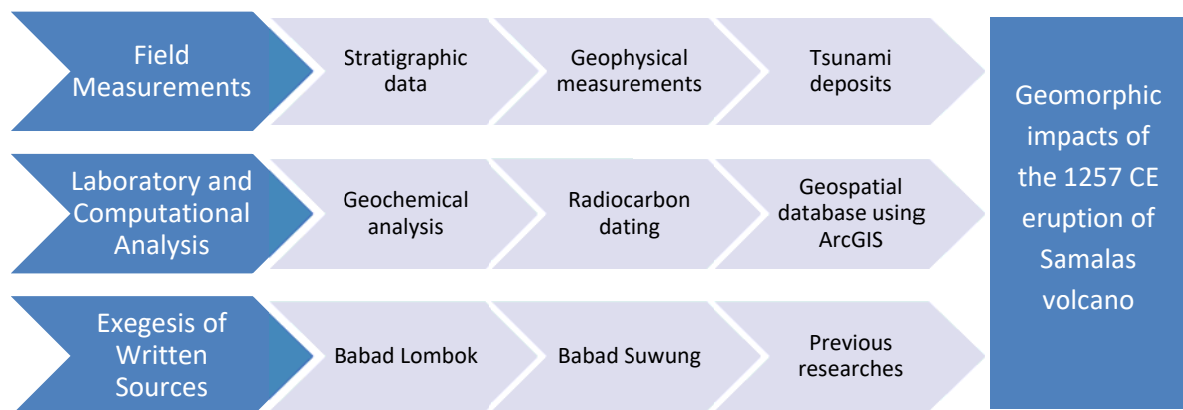 Field
Measurements
Stratigraphic
data
Geophysical
measurements
Tsunami
deposits
Laboratory and
Computational
Analysis
Geochemical
analysis
Radiocarbon
dating
Geospatial
database using
ArcGIS
Exegesis of
Written
Sources
Babad Lombok
Babad Suwung
Previous
researches
Geomorphic
impacts of
the 1257 CE
eruption of
Samalas
volcano